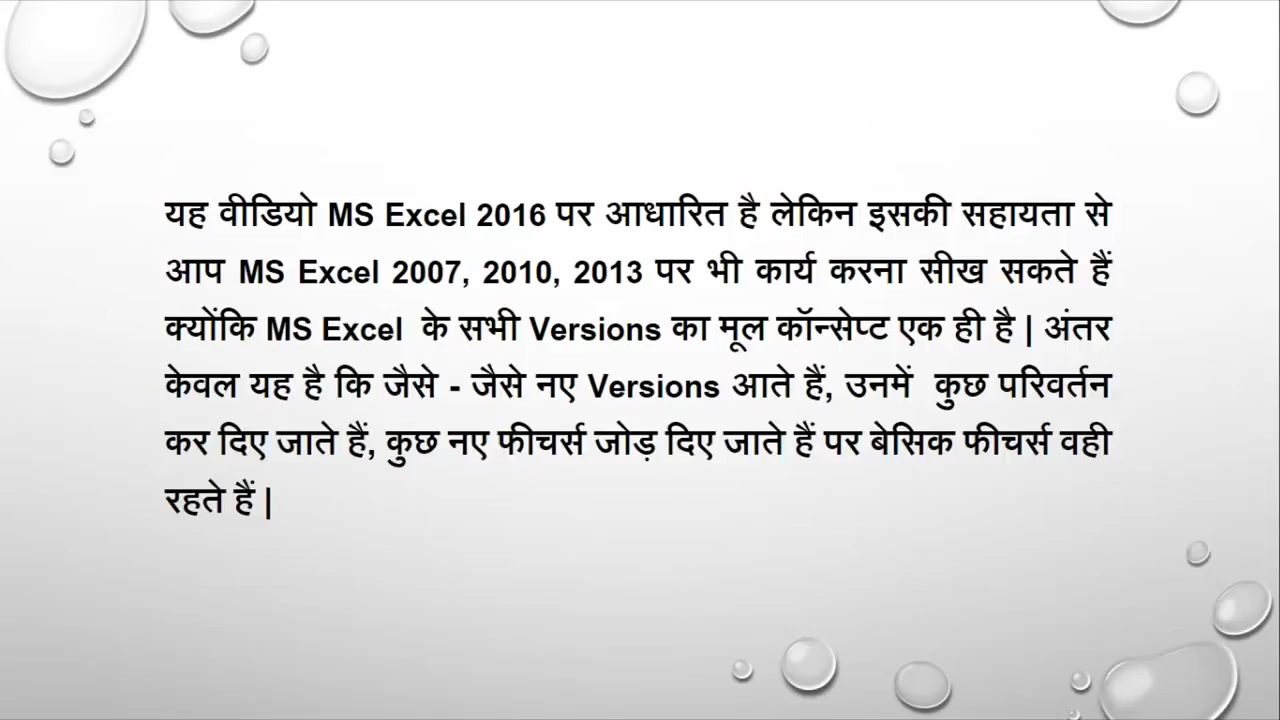 यह वीडियो MS Excel 2016 पर आधारित है लेकिन इसकी सहायता से
आप MS Excel 2007, 2010, 2013 पर भी कार्य करना सीख सकते हैं
क्योंकि MS Excel के सभी Versions का मूल कॉन्सेप्ट एक ही है | अंतर
केवल यह है कि जैसे - जैसे नए Versions आते हैं, उनमें कुछ परिवर्तन
कर दिए जाते हैं, कुछ नए फीचर्स जोड़ दिए जाते हैं पर बेसिक फीचर्स वही
रहते हैं |